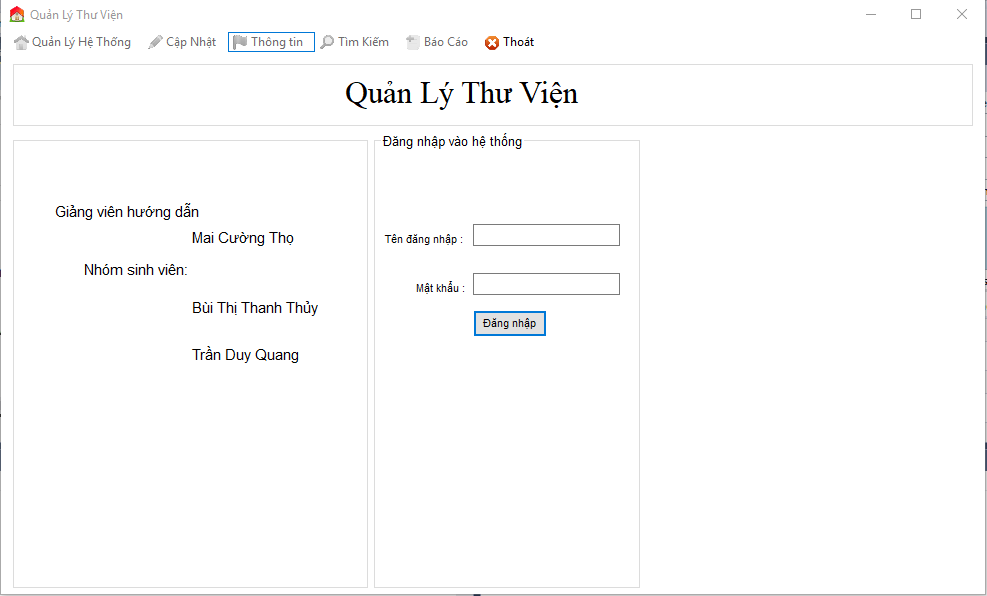 Quản Lý Thư Viện
Quản Lý Hệ Thống Cập Nhật Thông tin Tìm Kiếm Báo Cáo Thoát
Quản Lý Thư Viện
Giảng viên hướng dẫn
Mai Cường Thọ
Nhóm sinh viên:
Bùi Thị Thanh Thủy
Trần Duy Quang
Đăng nhập vào hệ thống
Tên đăng nhập :
Mật khẩu :
Đăng nhập